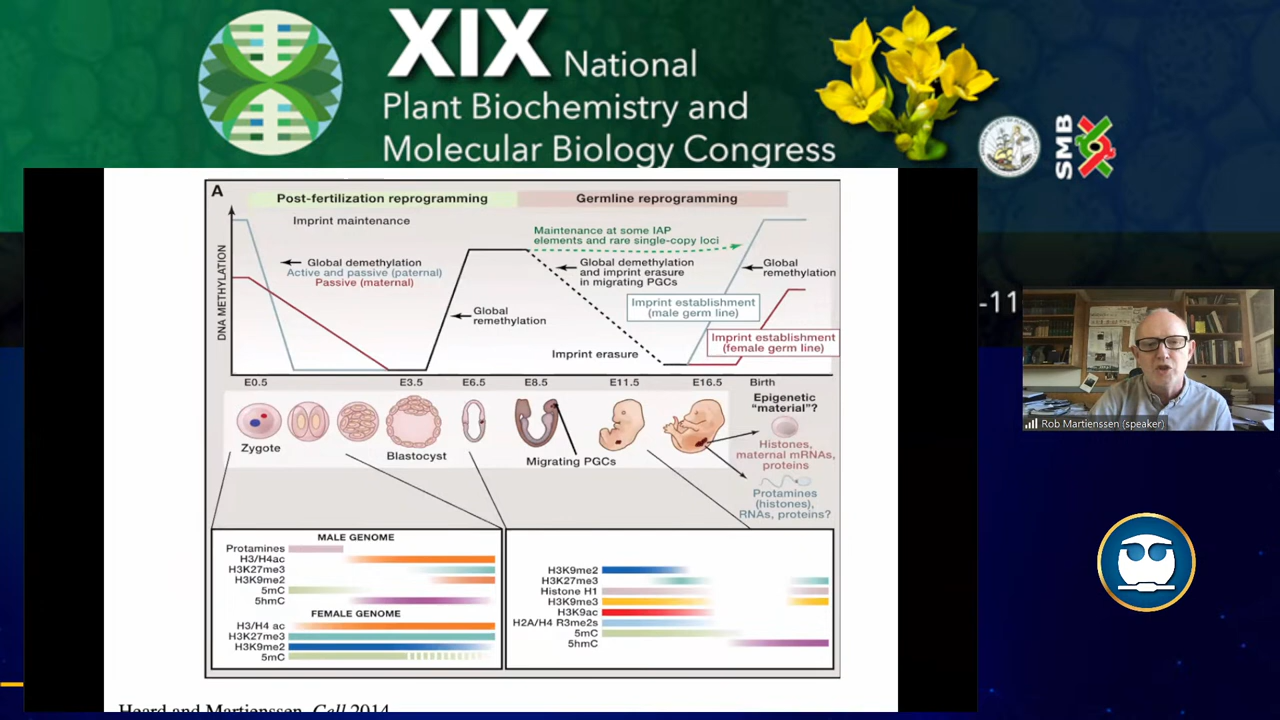 XIX National
Plant Biochemistry and
Molecular Biology Congress
SMB
A
Post-fertilization reprogramming
Germline reprogramming
DNA METHYLATION
Imprint maintenance
Global demethylation
Active and passive (paternal)
Passive (maternal)
Global
remethylation
Maintenance at some IAP
elements and rare single-copy loci
Global demethylation
and imprint erasure
in migrating PGCs
Global
remethylation
Imprint establishment
(male germ line)
Imprint establishment
(female germ line)
Imprint erasure
E0.5
E3.5
E6.5
E8.5
E11.5
E16.5
Birth
Zygote
Blastocyst
Migrating PGCs
Epigenetic
"material"?
Histones,
maternal mRNAs,
proteins
Protamines
(histones),
RNAs, proteins?
MALE GENOME
Protamines
H3/H4ac
H3K27me3
H3K9me2
5mC
5hmC
FEMALE GENOME
H3/H4 ac
H3K27me3
H3K9me2
5mC
H3K9me2
H3K27me3
Histone H1
H3K9me3
H3K9ac
H2A/H4 R3me2s
5mC
5hmC
Heard and Martienssen, Cell 2014
-11
Rob Martienssen (speaker)